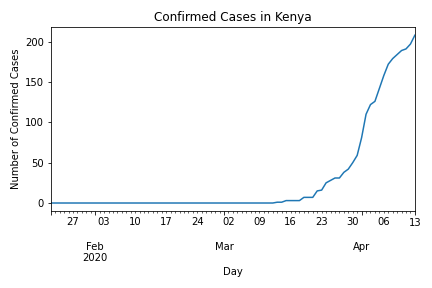 Confirmed Cases in Kenya
Number of Confirmed Cases
200
150
100
50
0
27 03 10 17 24 02 09 16 23 30 06 13
Feb Mar Apr
2020
Day